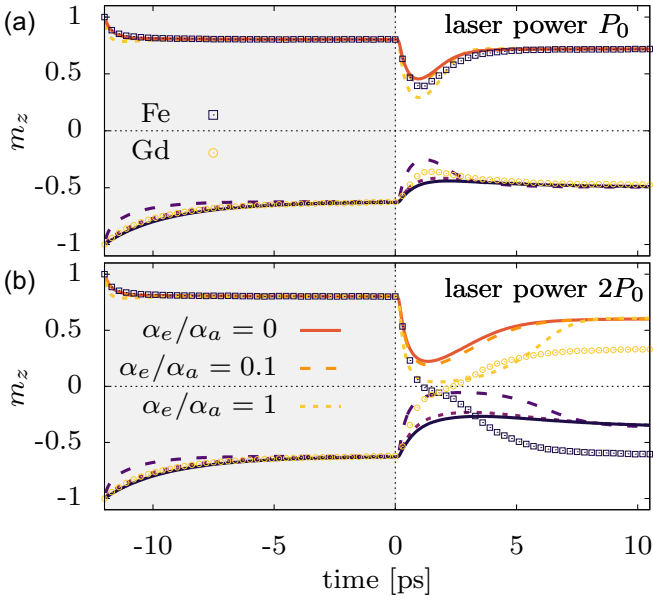 (a)
laser power P₀
1
0.5
0
-0.5
-1
m_z
Fe
Gd
(b)
laser power 2P₀
1
0.5
0
-0.5
-1
m_z
αₑ/αₐ = 0
αₑ/αₐ = 0.1
αₑ/αₐ = 1
-10 -5 0 5 10
time [ps]